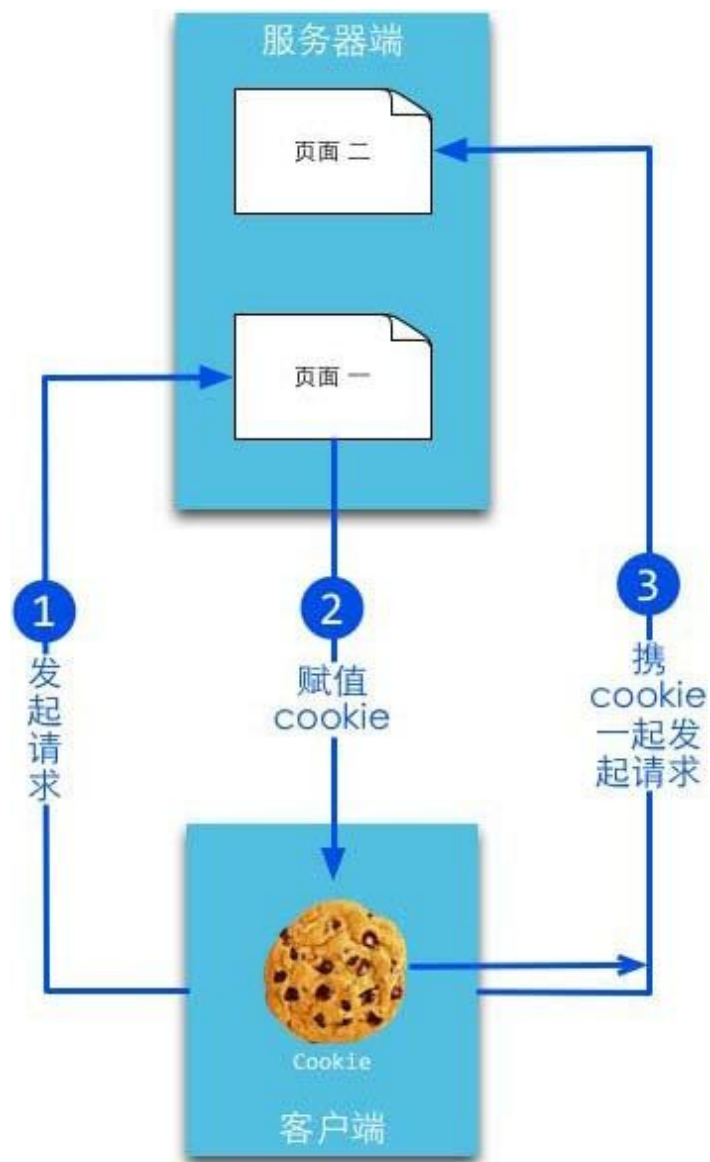 服务器端
页面 二
页面 一
1
发
起
请
求
2
赋值
cookie
3
携
cookie
一起发
起请求
Cookie
客户端